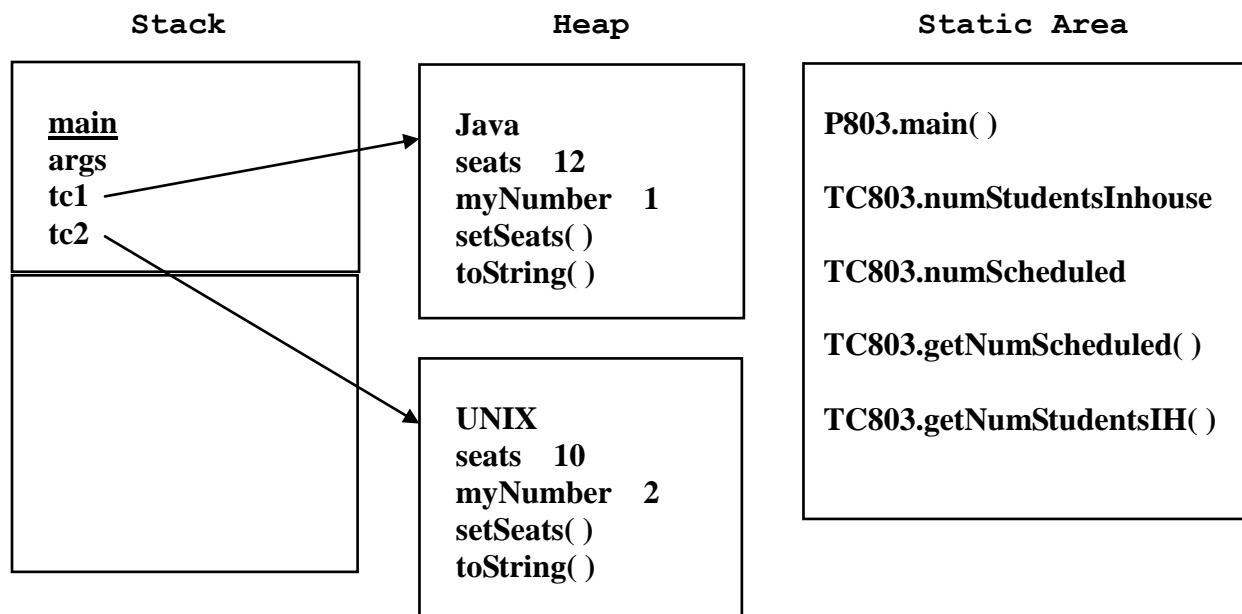 Stack
Heap
Static Area
main
args
tc1
tc2
Java
seats 12
myNumber 1
setSeats( )
toString( )
UNIX
seats 10
myNumber 2
setSeats( )
toString( )
P803.main( )
TC803.numStudentsInhouse
TC803.numScheduled
TC803.getNumScheduled( )
TC803.getNumStudentsIH( )